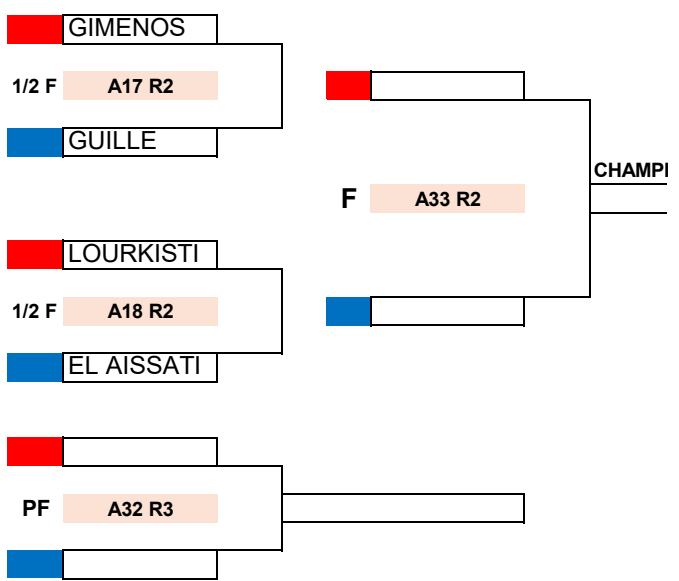 GIMENOS
1/2 F A17 R2
GUILLE
CHAMPI
F A33 R2
LOURKISTI
1/2 F A18 R2
EL AISSATI
PF A32 R3